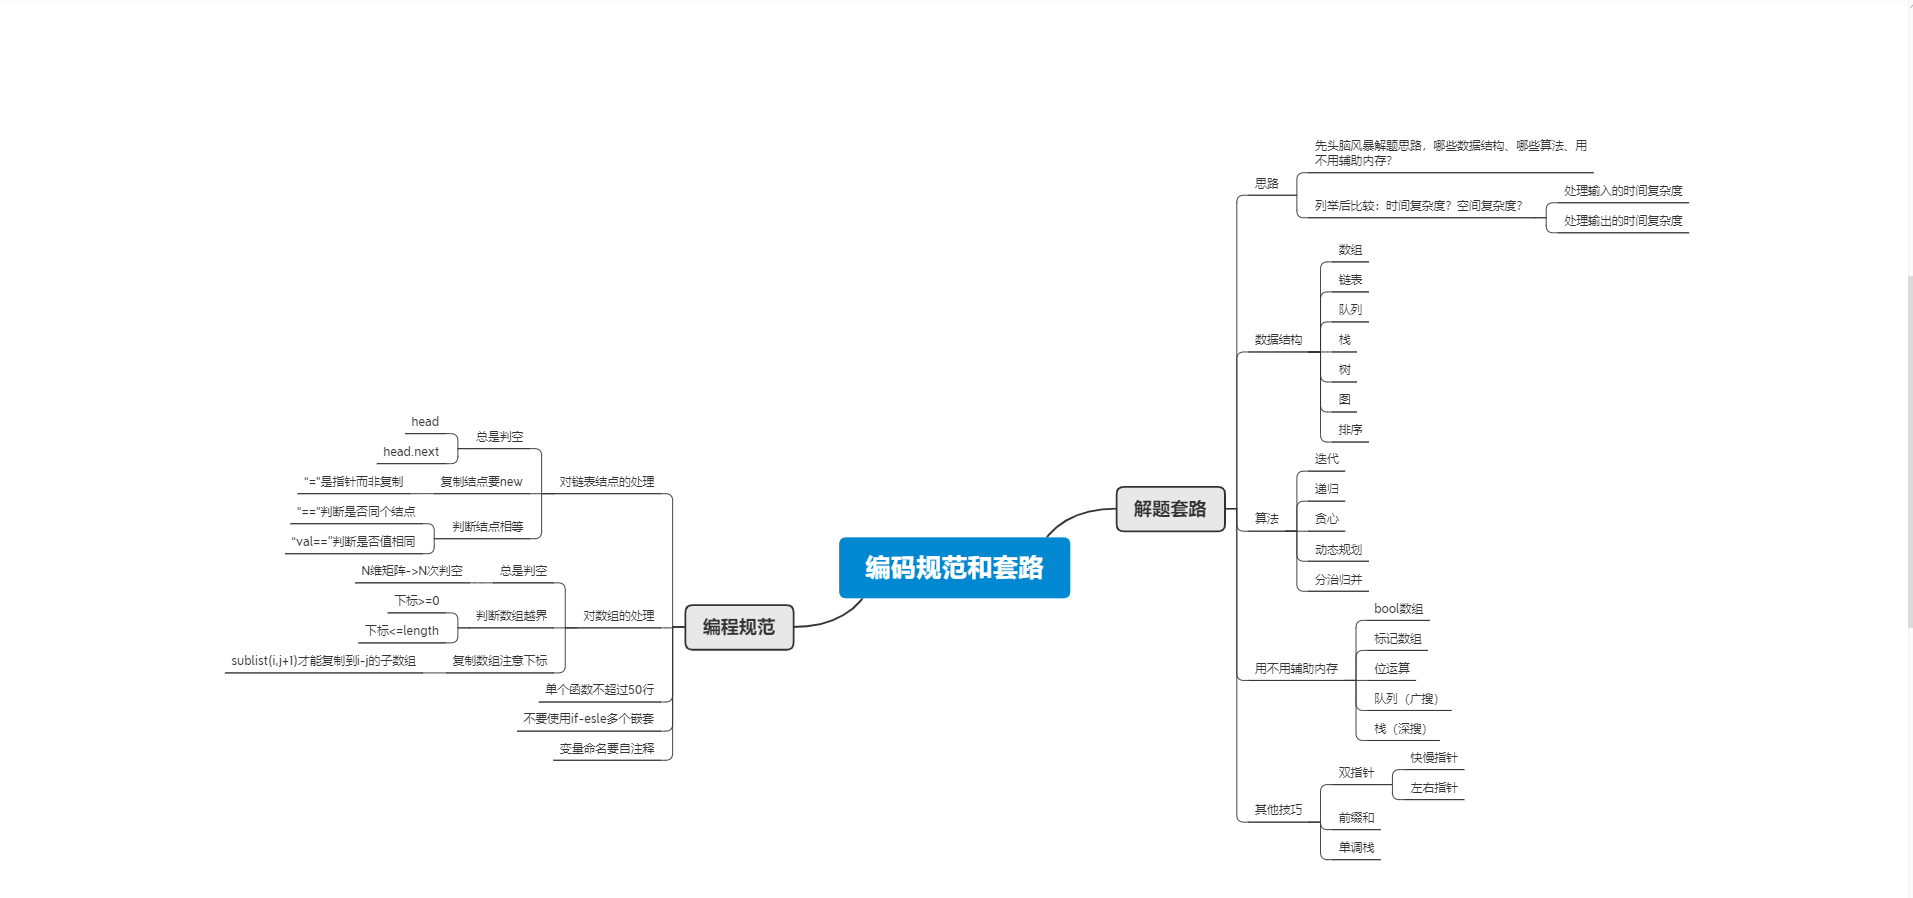 编码规范和套路
解题套路
思路
先头脑风暴解题思路，哪些数据结构、哪些算法、用
不用辅助内存？
列举后比较：时间复杂度？空间复杂度？
处理输入的时间复杂度
处理输出的时间复杂度
数据结构
数组
链表
队列
栈
树
图
排序
算法
迭代
递归
贪心
动态规划
分治归并
用不用辅助内存
bool数组
标记数组
位运算
队列（广搜）
栈（深搜）
其他技巧
双指针
快慢指针
左右指针
前缀和
单调栈
编程规范
对链表结点的处理
总是判空
head
head.next
复制结点要new
“=”是指针而非复制
判断结点相等
“==”判断是否同个结点
“val==”判断是否值相同
对数组的处理
总是判空
N维矩阵->N次判空
判断数组越界
下标>=0
下标<=length
复制数组注意下标
sublist(i,j+1)才能复制到i-j的子数组
单个函数不超过50行
不要使用if-esle多个嵌套
变量命名要自注释